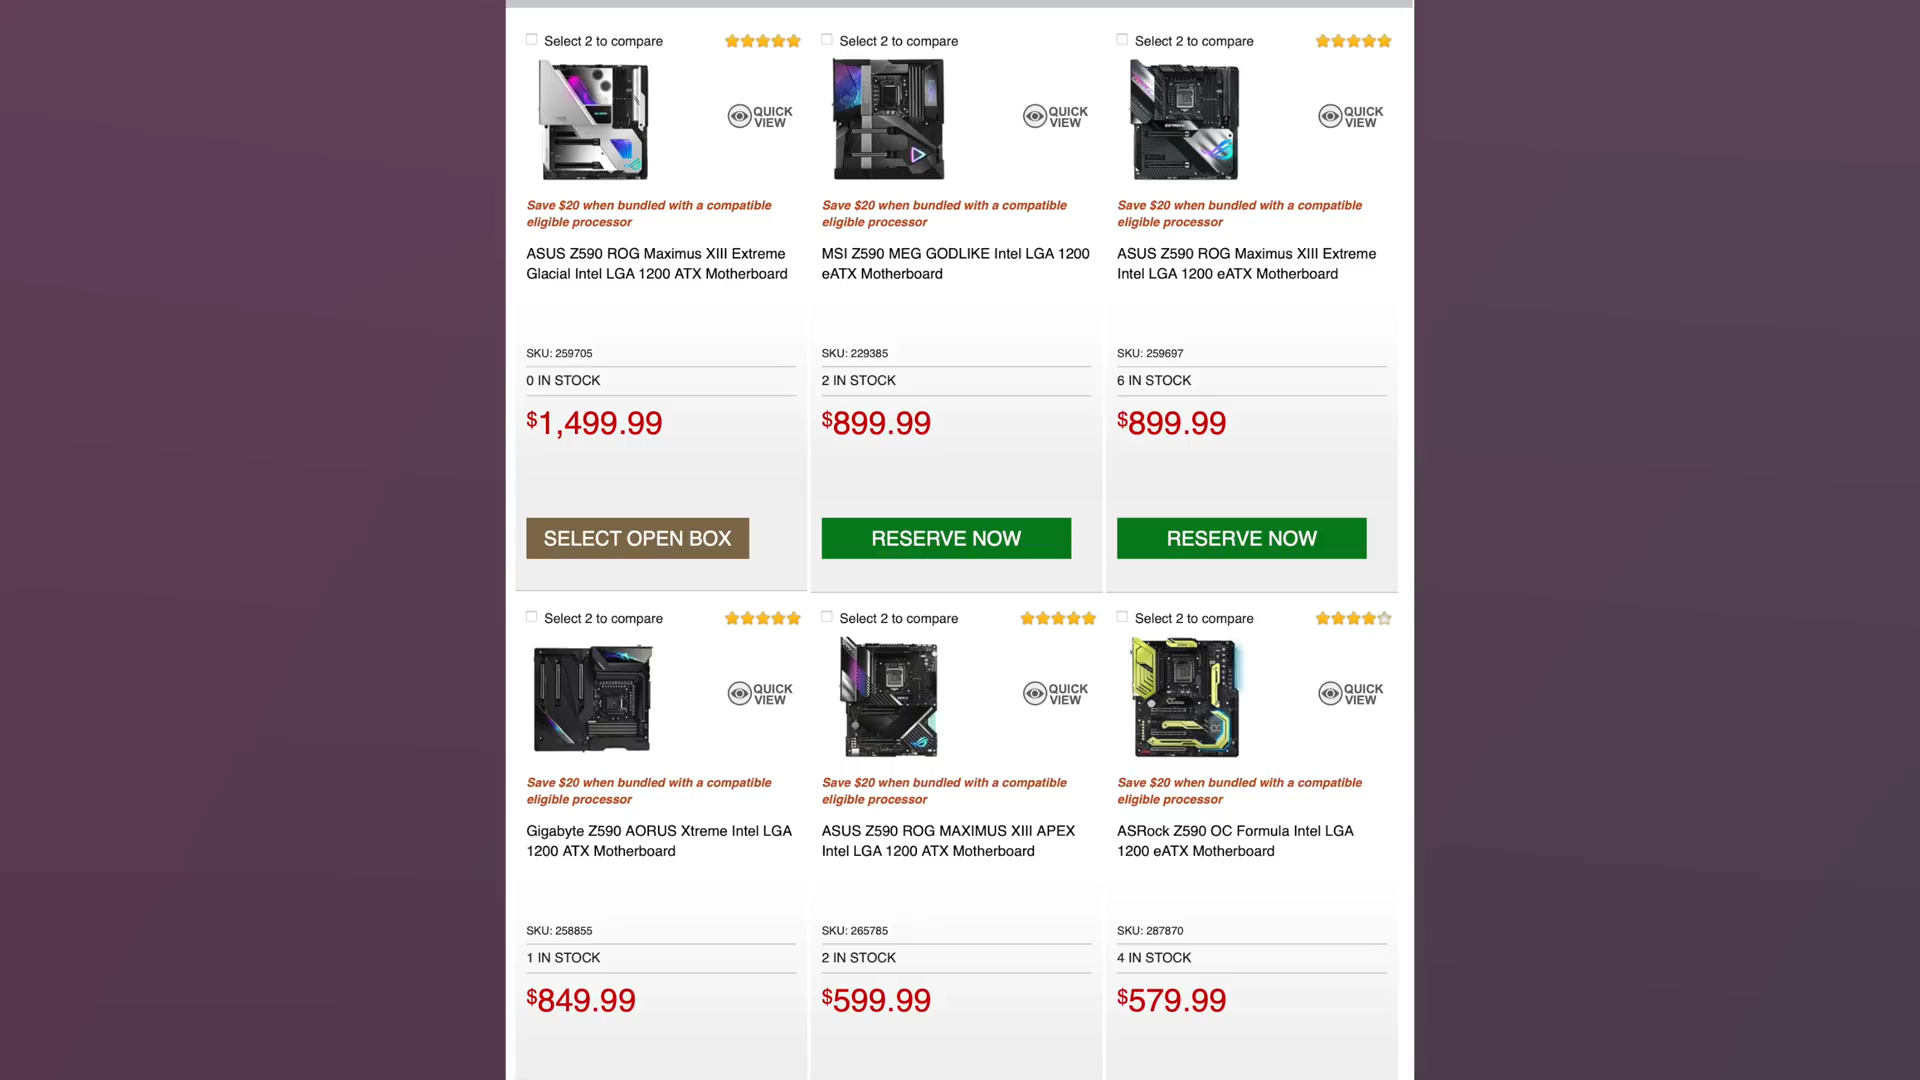 Select 2 to compare
QUICK
VIEW
Save $20 when bundled with a compatible
eligible processor
ASUS Z590 ROG Maximus XIII Extreme
Glacial Intel LGA 1200 ATX Motherboard
SKU: 259705
0 IN STOCK
$1,499.99
SELECT OPEN BOX
Select 2 to compare
QUICK
VIEW
Save $20 when bundled with a compatible
eligible processor
MSI Z590 MEG GODLIKE Intel LGA 1200
eATX Motherboard
SKU: 229385
2 IN STOCK
$899.99
RESERVE NOW
Select 2 to compare
QUICK
VIEW
Save $20 when bundled with a compatible
eligible processor
ASUS Z590 ROG Maximus XIII Extreme
Intel LGA 1200 eATX Motherboard
SKU: 259697
6 IN STOCK
$899.99
RESERVE NOW
Select 2 to compare
QUICK
VIEW
Save $20 when bundled with a compatible
eligible processor
Gigabyte Z590 AORUS Xtreme Intel LGA
1200 ATX Motherboard
SKU: 258855
1 IN STOCK
$849.99
Select 2 to compare
QUICK
VIEW
Save $20 when bundled with a compatible
eligible processor
ASUS Z590 ROG MAXIMUS XIII APEX
Intel LGA 1200 ATX Motherboard
SKU: 265785
2 IN STOCK
$599.99
Select 2 to compare
QUICK
VIEW
Save $20 when bundled with a compatible
eligible processor
ASRock Z590 OC Formula Intel LGA
1200 eATX Motherboard
SKU: 287870
4 IN STOCK
$579.99